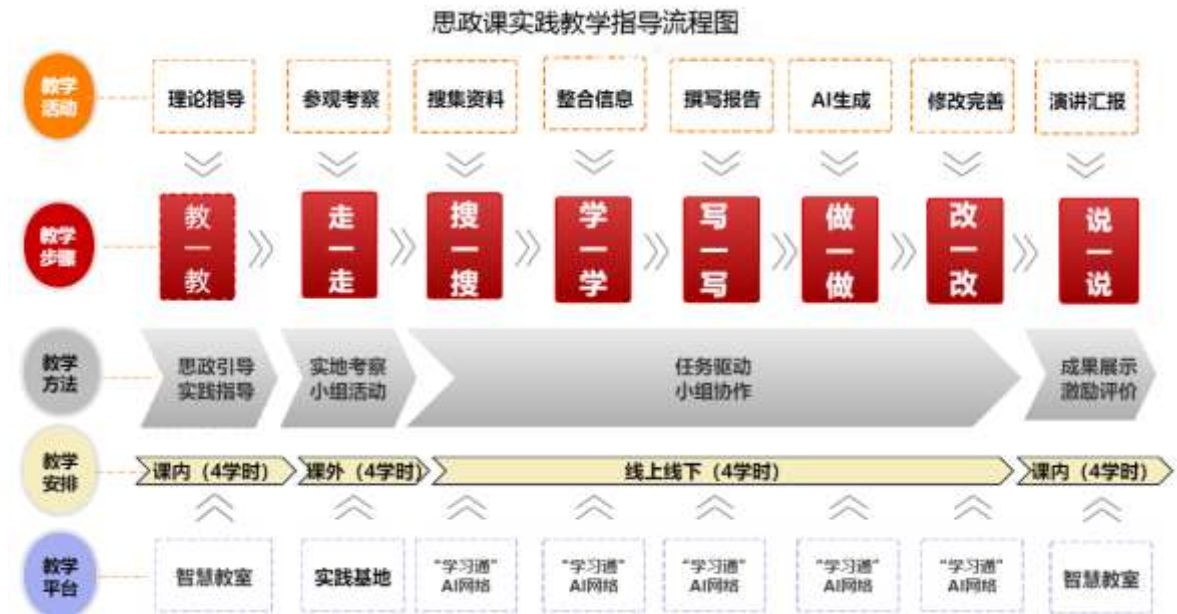 思政课实践教学指导流程图
教学
活动
理论指导
参观考察
搜集资料
整合信息
撰写报告
AI生成
修改完善
演讲汇报
教学
步骤
教
一
教
走
一
走
搜
一
搜
学
一
学
写
一
写
做
一
做
改
一
改
说
一
说
教学
方法
思政引导
实践指导
实地考察
小组活动
任务驱动
小组协作
成果展示
激励评价
教学
安排
课内（4学时）
课外（4学时）
线上线下（4学时）
课内（4学时）
教学
平台
智慧教室
实践基地
“学习通”
AI网络
“学习通”
AI网络
“学习通”
AI网络
“学习通”
AI网络
“学习通”
AI网络
智慧教室